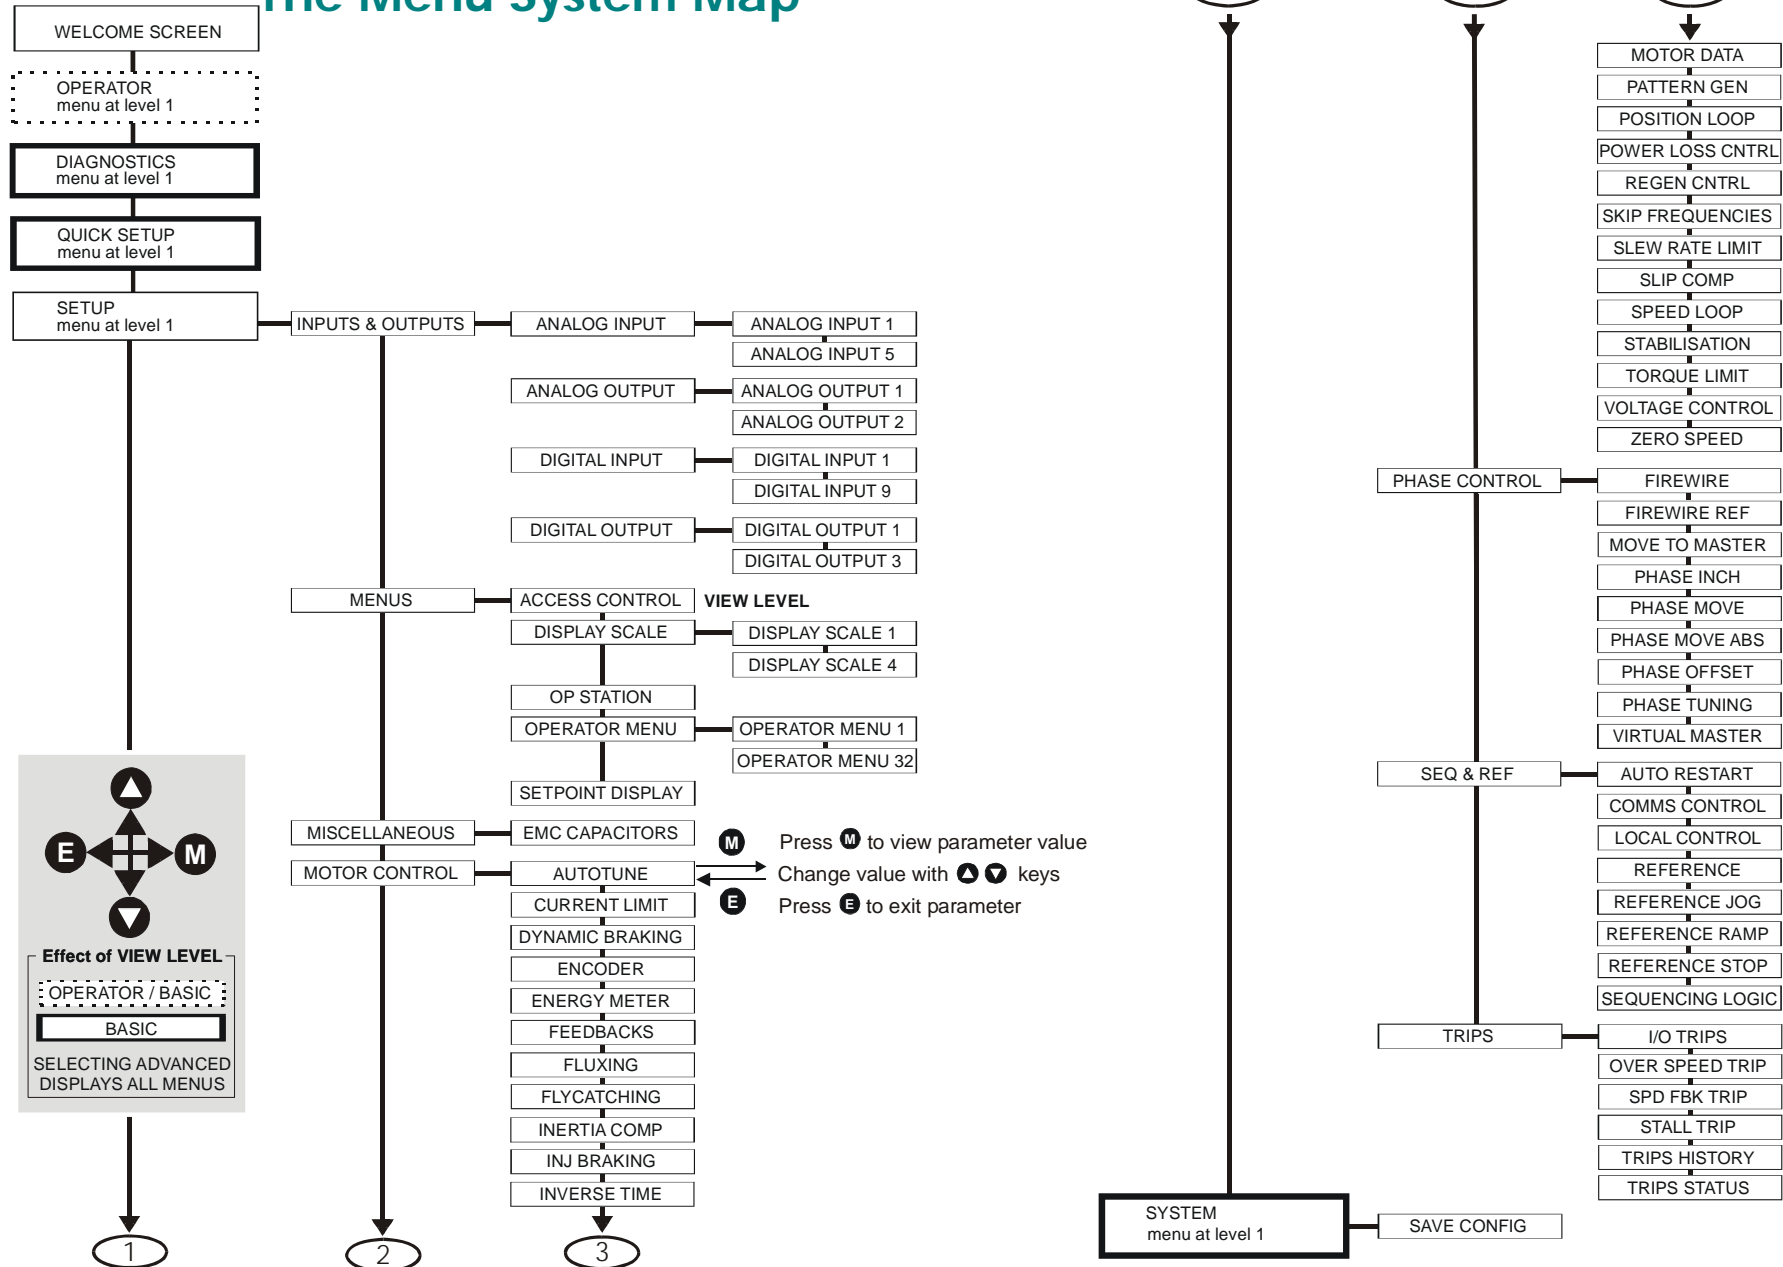 The Menu System Map
WELCOME SCREEN
OPERATOR
menu at level 1
DIAGNOSTICS
menu at level 1
QUICK SETUP
menu at level 1
SETUP
menu at level 1
INPUTS & OUTPUTS
ANALOG INPUT
ANALOG INPUT 1
ANALOG INPUT 5
ANALOG OUTPUT
ANALOG OUTPUT 1
ANALOG OUTPUT 2
DIGITAL INPUT
DIGITAL INPUT 1
DIGITAL INPUT 9
DIGITAL OUTPUT
DIGITAL OUTPUT 1
DIGITAL OUTPUT 3
MENUS
ACCESS CONTROL
VIEW LEVEL
DISPLAY SCALE
DISPLAY SCALE 1
DISPLAY SCALE 4
OP STATION
OPERATOR MENU
OPERATOR MENU 1
OPERATOR MENU 32
SETPOINT DISPLAY
MISCELLANEOUS
EMC CAPACITORS
MOTOR CONTROL
AUTOTUNE
CURRENT LIMIT
DYNAMIC BRAKING
ENCODER
ENERGY METER
FEEDBACKS
FLUXING
FLYCATCHING
INERTIA COMP
INJ BRAKING
INVERSE TIME
M
Press M to view parameter value
Change value with keys
E
Press E to exit parameter
E
M
Effect of VIEW LEVEL
OPERATOR / BASIC
BASIC
SELECTING ADVANCED
DISPLAYS ALL MENUS
1
2
3
MOTOR DATA
PATTERN GEN
POSITION LOOP
POWER LOSS CNTRL
REGEN CNTRL
SKIP FREQUENCIES
SLEW RATE LIMIT
SLIP COMP
SPEED LOOP
STABILISATION
TORQUE LIMIT
VOLTAGE CONTROL
ZERO SPEED
PHASE CONTROL
FIREWIRE
FIREWIRE REF
MOVE TO MASTER
PHASE INCH
PHASE MOVE
PHASE MOVE ABS
PHASE OFFSET
PHASE TUNING
VIRTUAL MASTER
SEQ & REF
AUTO RESTART
COMMS CONTROL
LOCAL CONTROL
REFERENCE
REFERENCE JOG
REFERENCE RAMP
REFERENCE STOP
SEQUENCING LOGIC
TRIPS
I/O TRIPS
OVER SPEED TRIP
SPD FBK TRIP
STALL TRIP
TRIPS HISTORY
TRIPS STATUS
SYSTEM
menu at level 1
SAVE CONFIG